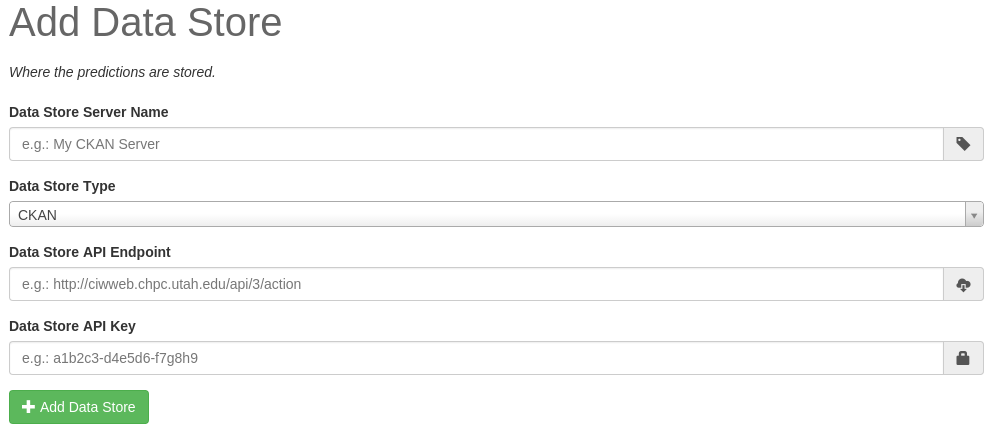 Add Data Store
Where the predictions are stored.
Data Store Server Name
e.g.: My CKAN Server
Data Store Type
CKAN
Data Store API Endpoint
e.g.: http://ciwweb.chpc.utah.edu/api/3/action
Data Store API Key
e.g.: a1b2c3-d4e5d6-f7g8h9
Add Data Store